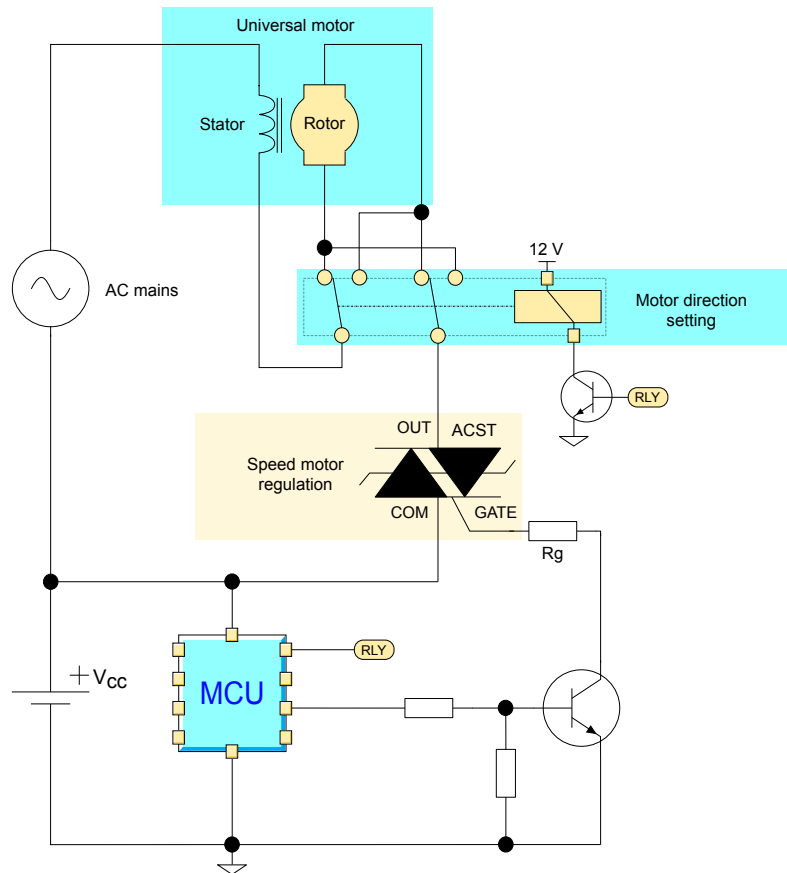 Universal motor
Stator
Rotor
12 V
AC mains
Motor direction
setting
RLY
OUT
ACST
Speed motor
regulation
COM
GATE
Rg
+
VCC
RLY
MCU